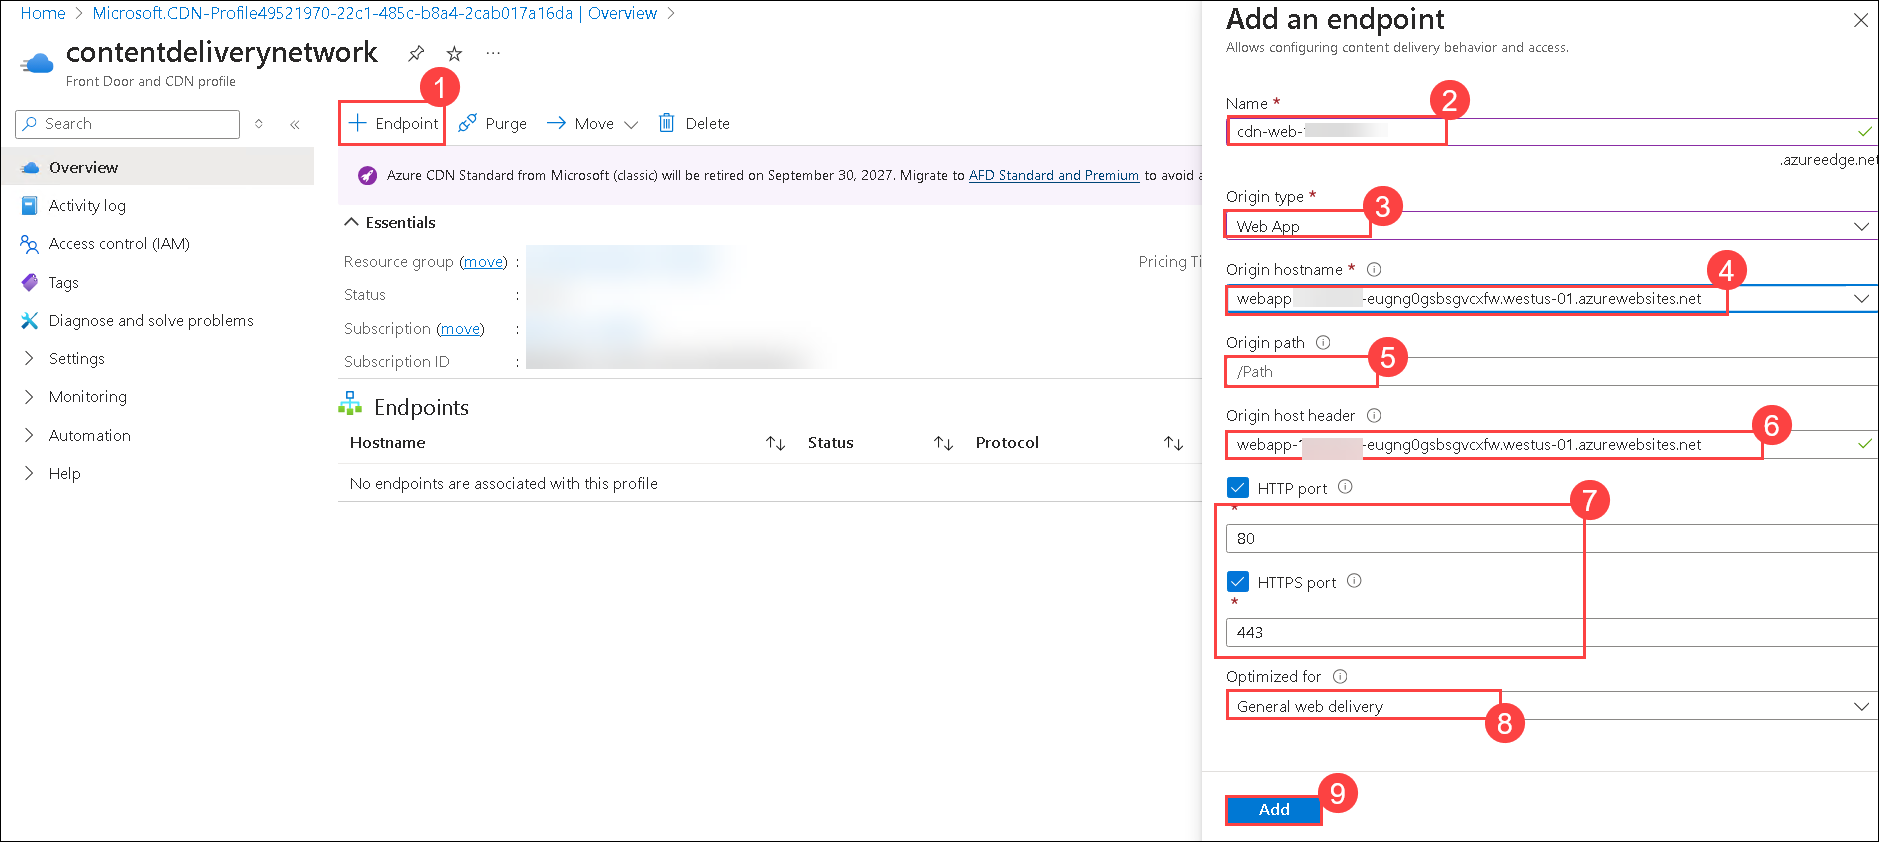 Home > Microsoft.CDN-Profile49521970-22c1-485c-b8a4-2cab017a16da | Overview >
contentdeliverynetwork
Front Door and CDN profile
Search
Overview
Activity log
Access control (IAM)
Tags
Diagnose and solve problems
Settings
Monitoring
Automation
Help
1
Endpoint
Purge
Move
Delete
Azure CDN Standard from Microsoft (classic) will be retired on September 30, 2027. Migrate to AFD Standard and Premium to avoid a
Essentials
Resource group (move) :
Pricing Ti
Status :
Subscription (move) :
Subscription ID :
Endpoints
Hostname
Status
Protocol
No endpoints are associated with this profile
Add an endpoint
Allows configuring content delivery behavior and access.
Name *
2
cdn-web-
.azureedge.net
Origin type *
3
Web App
Origin hostname *
4
webapp -eugng0gsbsgvcxfw.westus-01.azurewebsites.net
Origin path
5
/Path
Origin host header
6
webapp- -eugng0gsbsgvcxfw.westus-01.azurewebsites.net
HTTP port
7
*
80
HTTPS port
*
443
Optimized for
General web delivery
8
Add
9